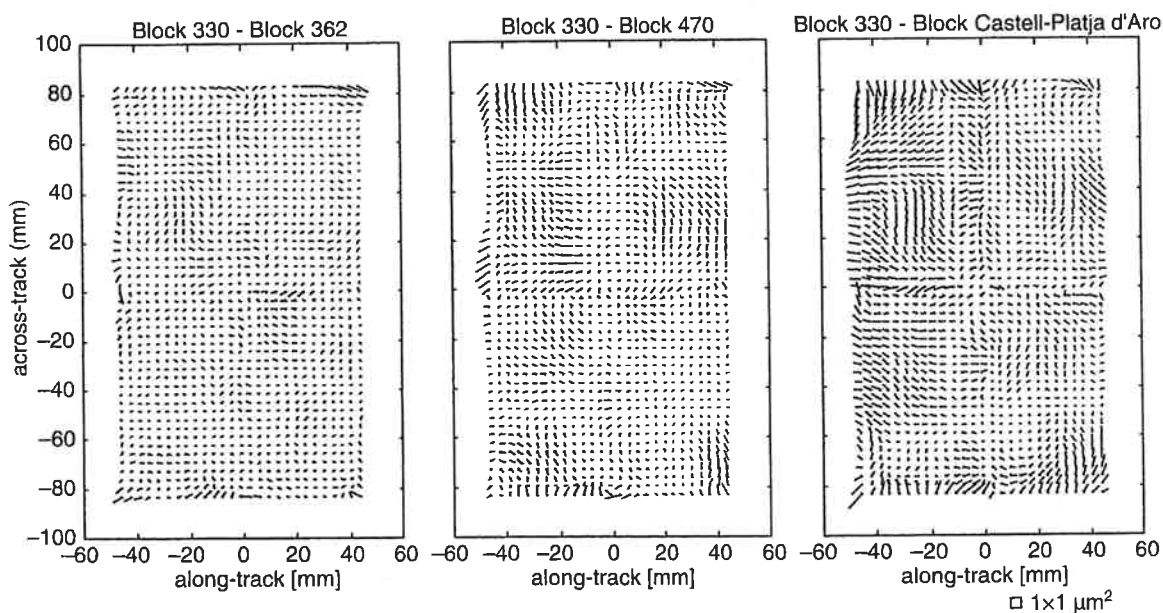 Block 330 - Block 362
Block 330 - Block 470
Block 330 - Block Castell-Platja d'Aro
across-track (mm)
100
80
60
40
20
0
−20
−40
−60
−80
−100
−60 −40 −20 0 20 40 60
−60 −40 −20 0 20 40 60
−60 −40 −20 0 20 40 60
along-track [mm]
along-track [mm]
along-track [mm]
1×1 μm²